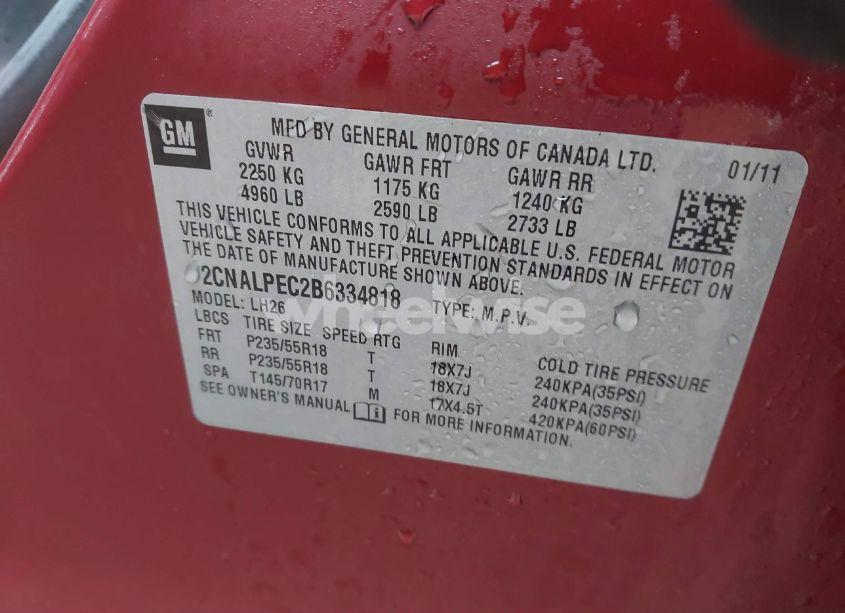 GM ®
MFD BY GENERAL MOTORS OF CANADA LTD. 01/11
GVWR GAWR FRT GAWR RR
2250 KG 1175 KG 1240 KG
4960 LB 2590 LB 2733 LB
THIS VEHICLE CONFORMS TO ALL APPLICABLE U.S. FEDERAL MOTOR
VEHICLE SAFETY AND THEFT PREVENTION STANDARDS IN EFFECT ON
THE DATE OF MANUFACTURE SHOWN ABOVE.
2CNALPEC2B6334818
MODEL: LH26 TYPE: M.P.V.
wheelwise
LBCS TIRE SIZE SPEED RTG RIM COLD TIRE PRESSURE
FRT P235/55R18 T 18X7J 240KPA(35PSI)
RR P235/55R18 T 18X7J 240KPA(35PSI)
SPA T145/70R17 M 17X4.5T 420KPA(60PSI)
SEE OWNER'S MANUAL i FOR MORE INFORMATION.